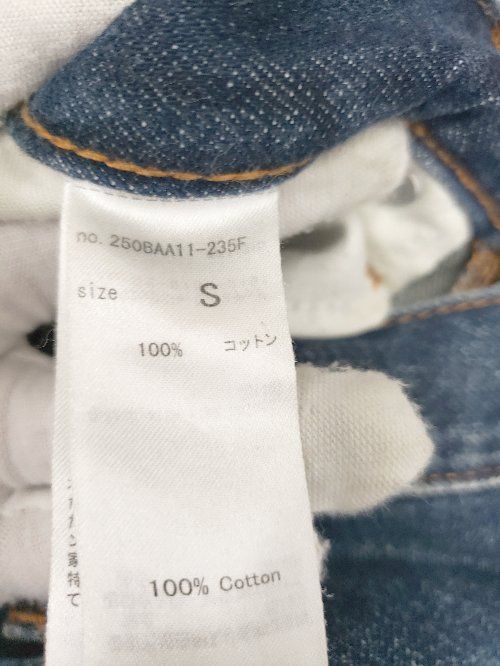 no. 250BAA11-235F
size S
100% コットン
100% Cotton